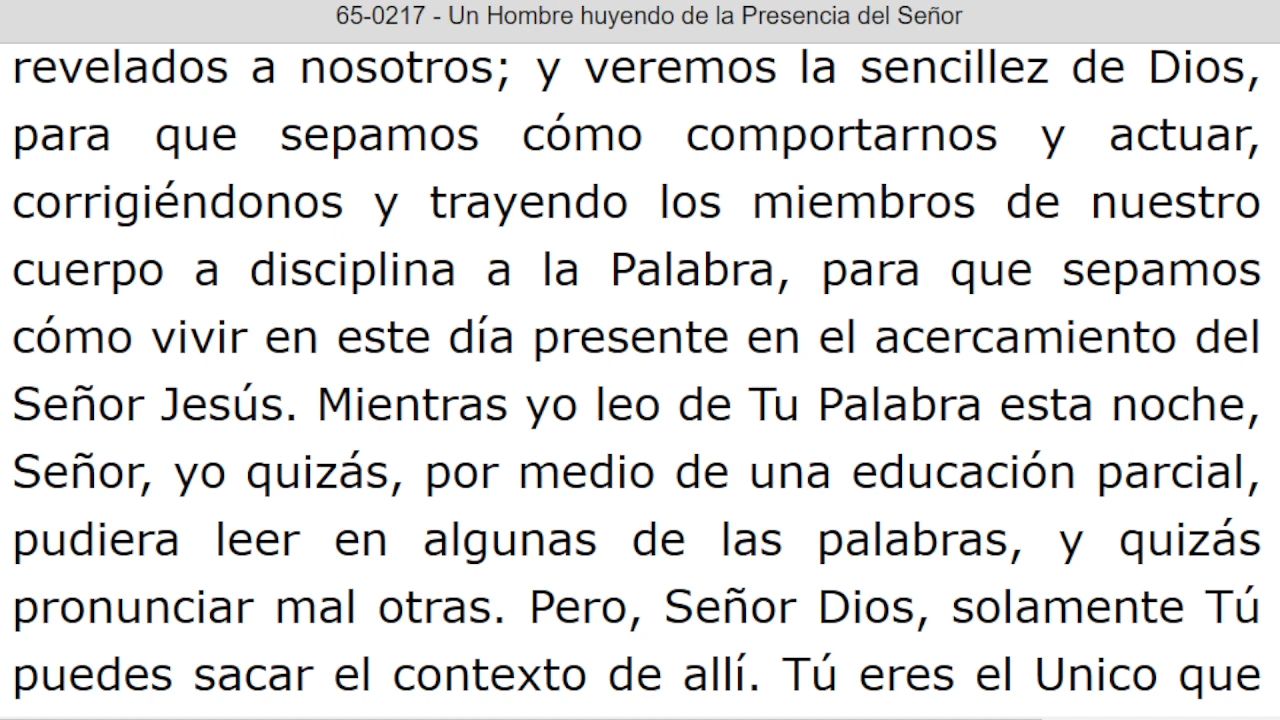 65-0217 - Un Hombre huyendo de la Presencia del Señor
revelados a nosotros; y veremos la sencillez de Dios,
para que sepamos cómo comportarnos y actuar,
corrigiéndonos y trayendo los miembros de nuestro
cuerpo a disciplina a la Palabra, para que sepamos
cómo vivir en este día presente en el acercamiento del
Señor Jesús. Mientras yo leo de Tu Palabra esta noche,
Señor, yo quizás, por medio de una educación parcial,
pudiera leer en algunas de las palabras, y quizás
pronunciar mal otras. Pero, Señor Dios, solamente Tú
puedes sacar el contexto de allí. Tú eres el Unico que